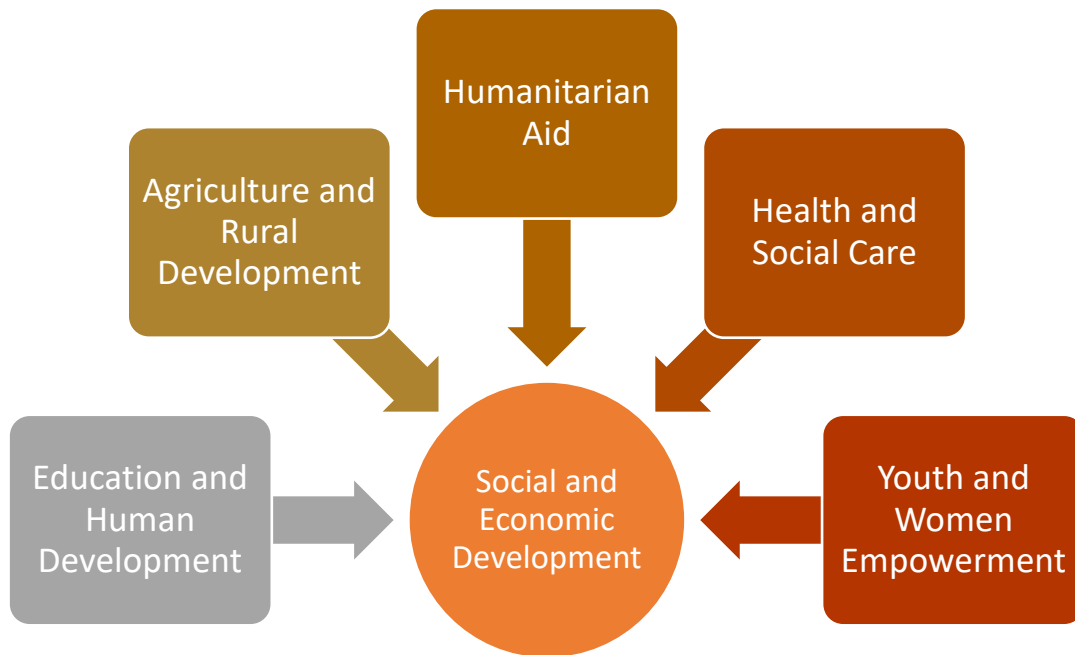 Humanitarian
Aid
Agriculture and
Rural
Development
Health and
Social Care
Education and
Human
Development
Social and
Economic
Development
Youth and
Women
Empowerment